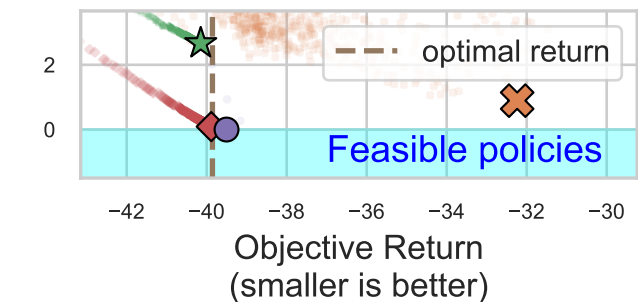 optimal return
2
0
Feasible policies
−42 −40 −38 −36 −34 −32 −30
Objective Return
(smaller is better)